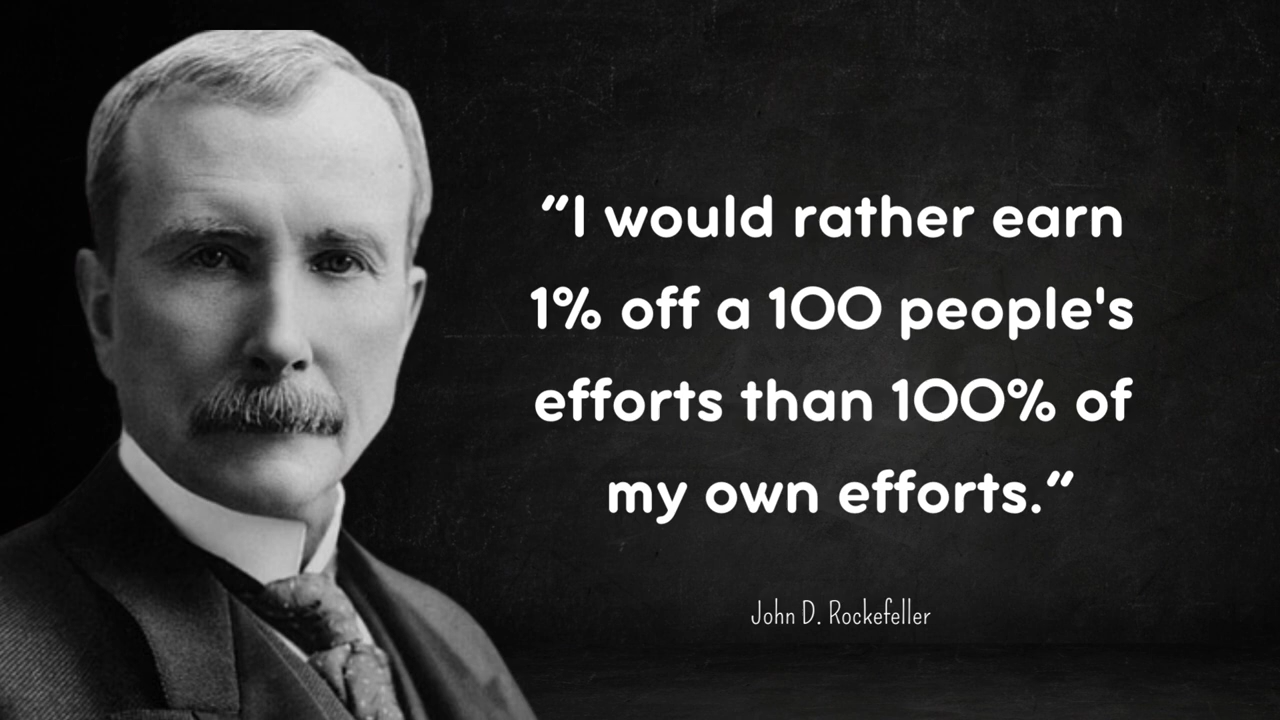 "I would rather earn
1% off a 100 people's
efforts than 100% of
my own efforts."
John D. Rockefeller